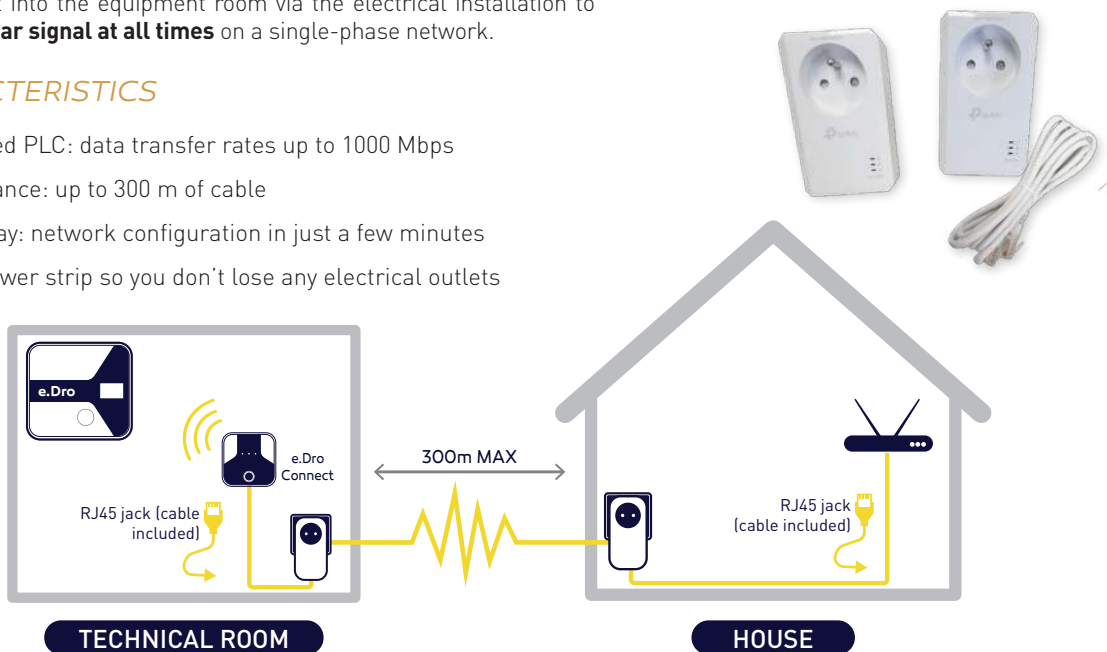 into the equipment room via the electrical installation to
ar signal at all times on a single-phase network.
CTERISTICS
ed PLC: data transfer rates up to 1000 Mbps
ance: up to 300 m of cable
ay: network configuration in just a few minutes
wer strip so you don't lose any electrical outlets
e.Dro
e.Dro
Connect
RJ45 jack (cable
included)
300m MAX
RJ45 jack
(cable included)
TECHNICAL ROOM
HOUSE